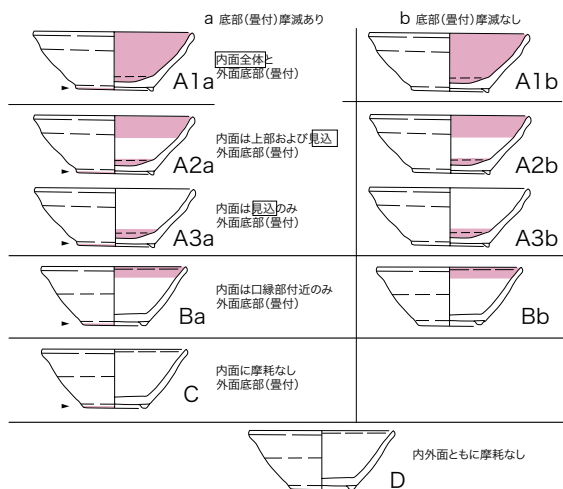 a 底部(畳付)摩滅あり
b 底部(畳付)摩滅なし
A1a
内面全体と
外面底部(畳付)
A1b
A2a
内面は上部および見込
外面底部(畳付)
A2b
A3a
内面は見込のみ
外面底部(畳付)
A3b
Ba
内面は口縁部付近のみ
外面底部(畳付)
Bb
C
内面に摩耗なし
外面底部(畳付)
D
内外面ともに摩耗なし